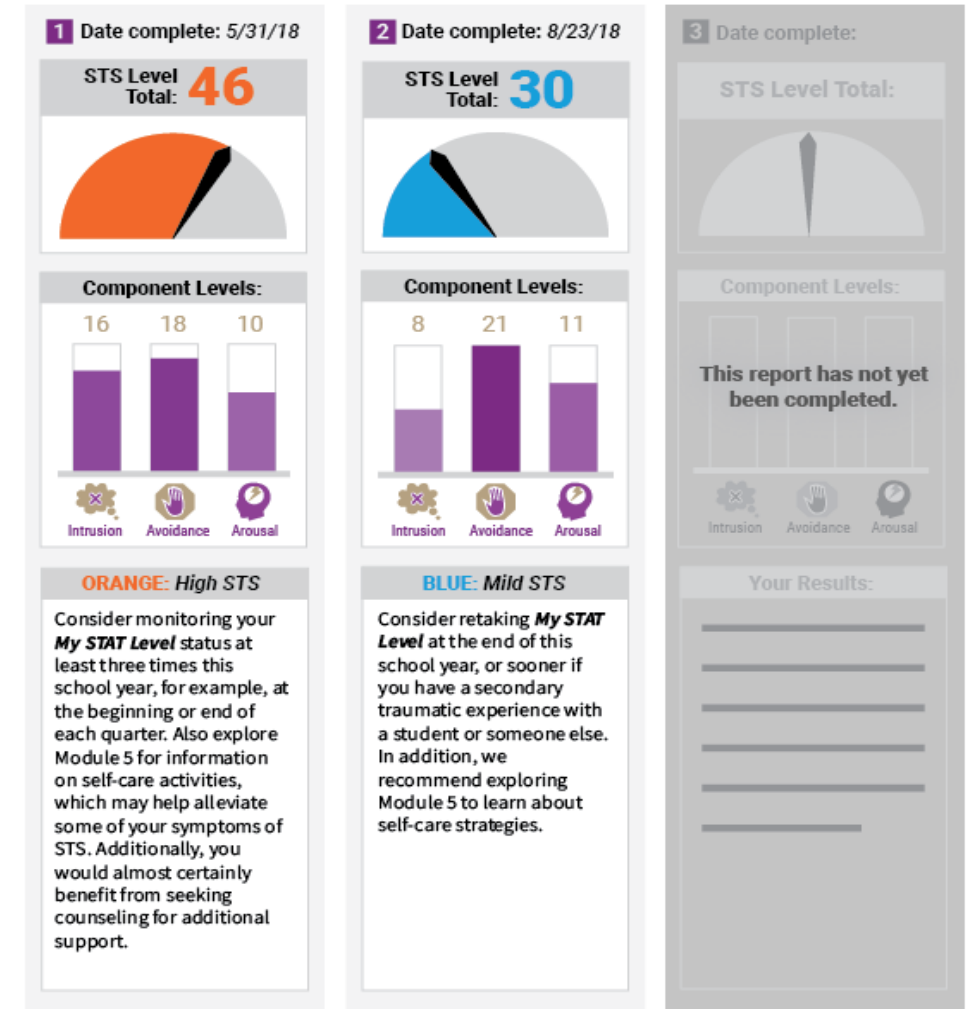 1 Date complete: 5/31/18
STS Level
Total: 46
Component Levels:
16 18 10
Intrusion Avoidance Arousal
ORANGE: High STS
Consider monitoring your
My STAT Level status at
least three times this
school year, for example, at
the beginning or end of
each quarter. Also explore
Module 5 for information
on self-care activities,
which may help alleviate
some of your symptoms of
STS. Additionally, you
would almost certainly
benefit from seeking
counseling for additional
support.
2 Date complete: 8/23/18
STS Level
Total: 30
Component Levels:
8 21 11
Intrusion Avoidance Arousal
BLUE: Mild STS
Consider retaking My STAT
Level at the end of this
school year, or sooner if
you have a secondary
traumatic experience with
a student or someone else.
In addition, we
recommend exploring
Module 5 to learn about
self-care strategies.
3 Date complete:
STS Level Total:
Component Levels:
This report has not yet
been completed.
Intrusion Avoidance Arousal
Your Results: